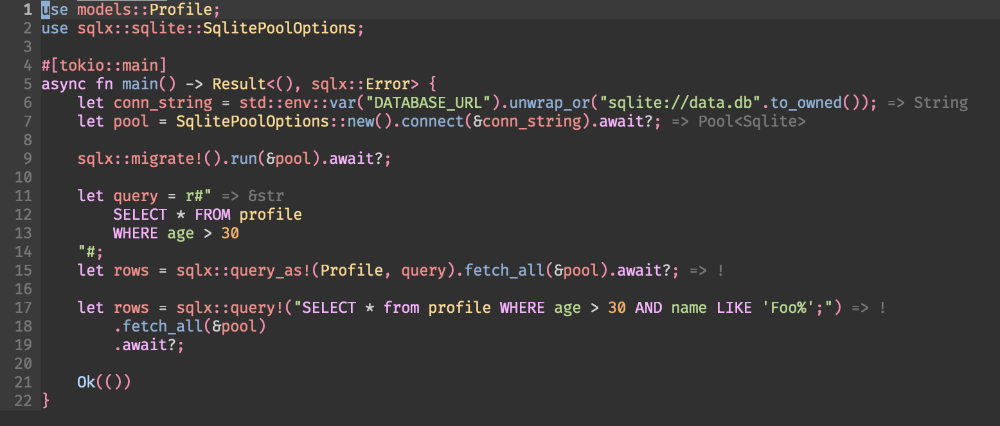 1 use models::Profile;
2 use sqlx::sqlite::SqlitePoolOptions;
3
4 #[tokio::main]
5 async fn main() -> Result<(), sqlx::Error> {
6     let conn_string = std::env::var("DATABASE_URL").unwrap_or("sqlite://data.db".to_owned()); => String
7     let pool = SqlitePoolOptions::new().connect(&conn_string).await?; => Pool<Sqlite>
8
9     sqlx::migrate!().run(&pool).await?;
10
11     let query = r#" => &str
12         SELECT * FROM profile
13         WHERE age > 30
14     "#;
15     let rows = sqlx::query_as!(Profile, query).fetch_all(&pool).await?; => !
16
17     let rows = sqlx::query!("SELECT * from profile WHERE age > 30 AND name LIKE 'Foo%';") => !
18         .fetch_all(&pool)
19         .await?;
20
21     Ok(())
22 }